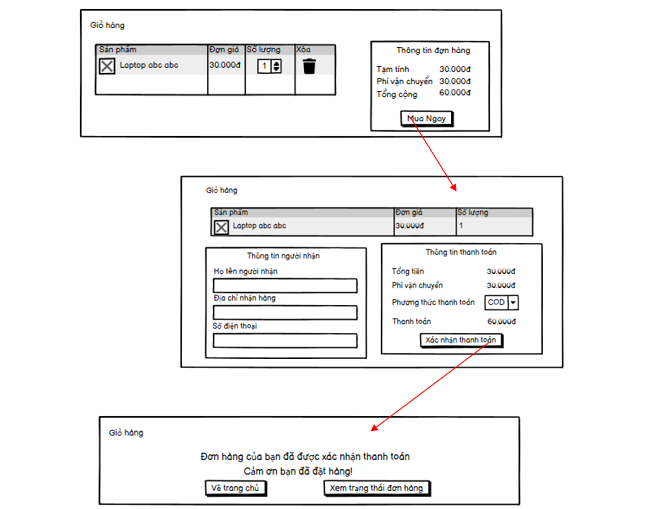 Giỏ hàng
Sản phẩm Đơn giá Số lượng Xóa
Laptop abc abc 30.000đ 1
Thông tin đơn hàng
Tạm tính 30.000đ
Phí vận chuyển 30.000đ
Tổng cộng 60.000đ
Mua Ngay
Giỏ hàng
Sản phẩm Đơn giá Số lượng
Laptop abc abc 30.000đ 1
Thông tin người nhận
Họ tên người nhận
Địa chỉ nhận hàng
Số điện thoại
Thông tin thanh toán
Tổng tiền 30.000đ
Phí vận chuyển 30.000đ
Phương thức thanh toán COD
Thanh toán 60.000đ
Xác nhận thanh toán
Giỏ hàng
Đơn hàng của bạn đã được xác nhận thanh toán
Cảm ơn bạn đã đặt hàng!
Về trang chủ Xem trạng thái đơn hàng